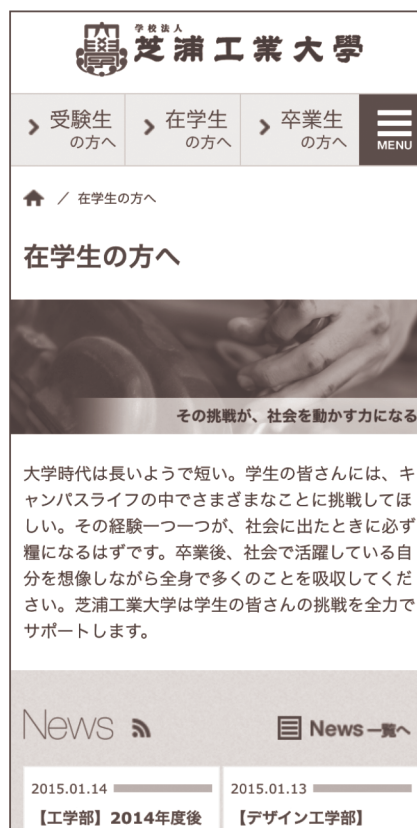 学校法人
芝浦工業大學
受験生
の方へ
在学生
の方へ
卒業生
の方へ
MENU
/ 在学生の方へ
在学生の方へ
その挑戦が、社会を動かす力になる
大学時代は長いようで短い。学生の皆さんには、キ
ャンパスライフの中でさまざまなことに挑戦してほ
しい。その経験一つ一つが、社会に出たときに必ず
糧になるはずです。卒業後、社会で活躍している自
分を想像しながら全身で多くのことを吸収してくだ
さい。芝浦工業大学は学生の皆さんの挑戦を全力で
サポートします。
News
News 一覧へ
2015.01.14
【工学部】2014年度後
2015.01.13
【デザイン工学部】